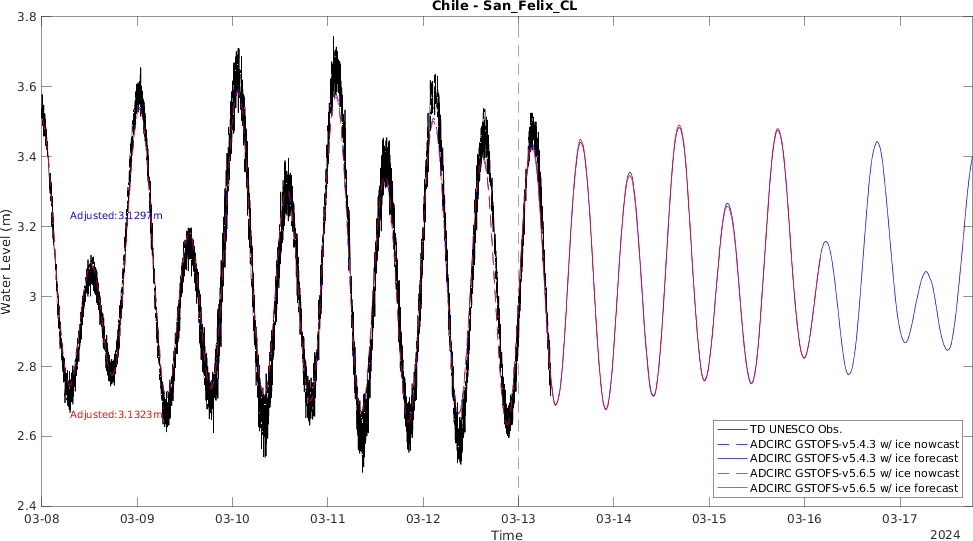 Chile - San_Felix_CL
3.8
3.6
3.4
3.2
3
2.8
2.6
2.4
Water Level (m)
Adjusted:3.1297m
Adjusted:3.1323m
TD UNESCO Obs.
ADCIRC GSTOFS-v5.4.3 w/ ice nowcast
ADCIRC GSTOFS-v5.4.3 w/ ice forecast
ADCIRC GSTOFS-v5.6.5 w/ ice nowcast
ADCIRC GSTOFS-v5.6.5 w/ ice forecast
03-08 03-09 03-10 03-11 03-12 03-13 03-14 03-15 03-16 03-17
Time
2024